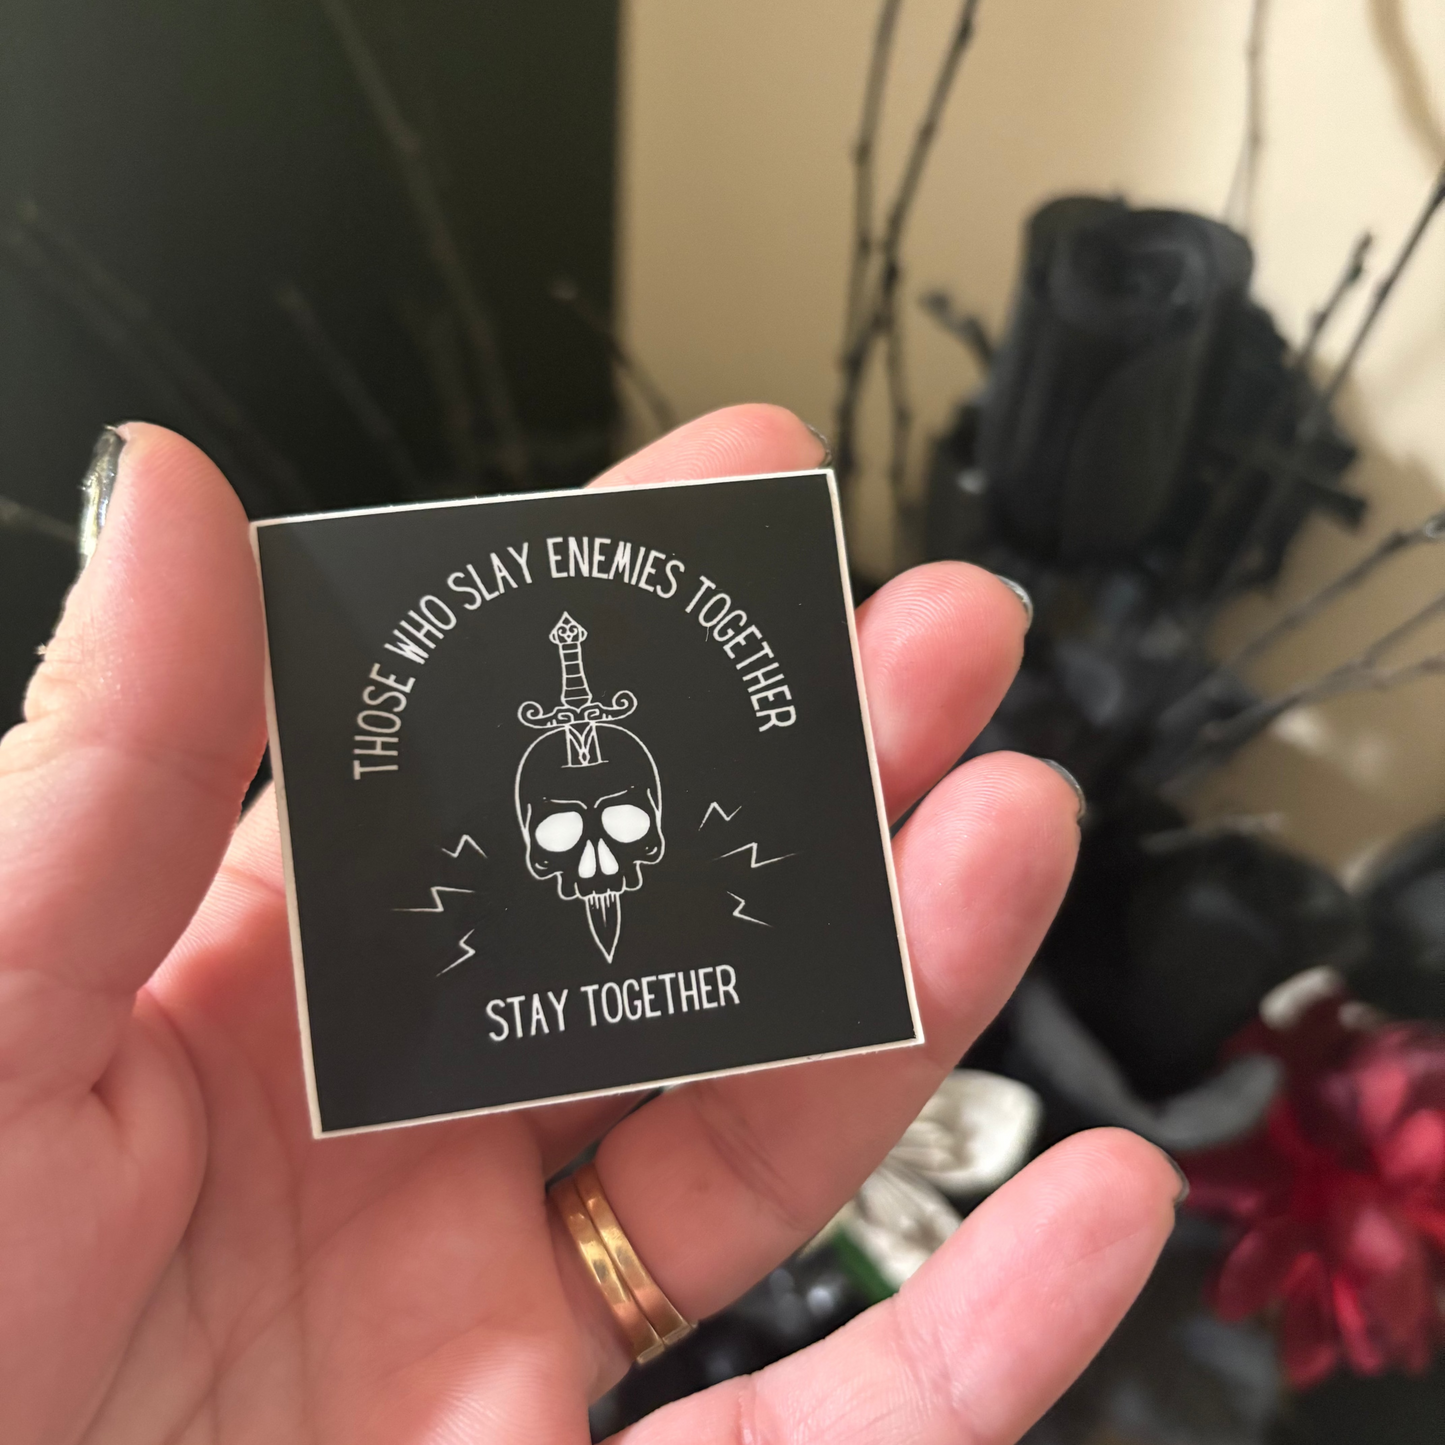 THOSE WHO SLAY ENEMIES TOGETHER
STAY TOGETHER